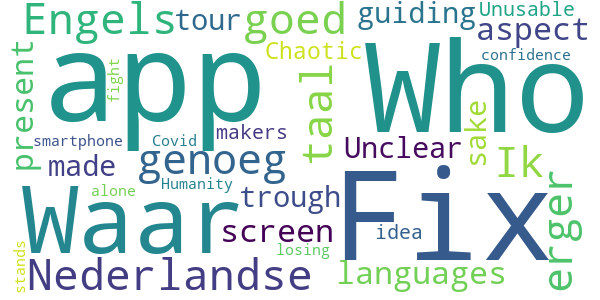 Engels tour goed guiding Unusable
aspect
Chaotic confidence
present app fight taal Who
smartphone Covid makers sake
made genoeg Unclear Ik
alone Humanity trough
Waar screen Fix idea erger
losing
stands Nederlandse languages